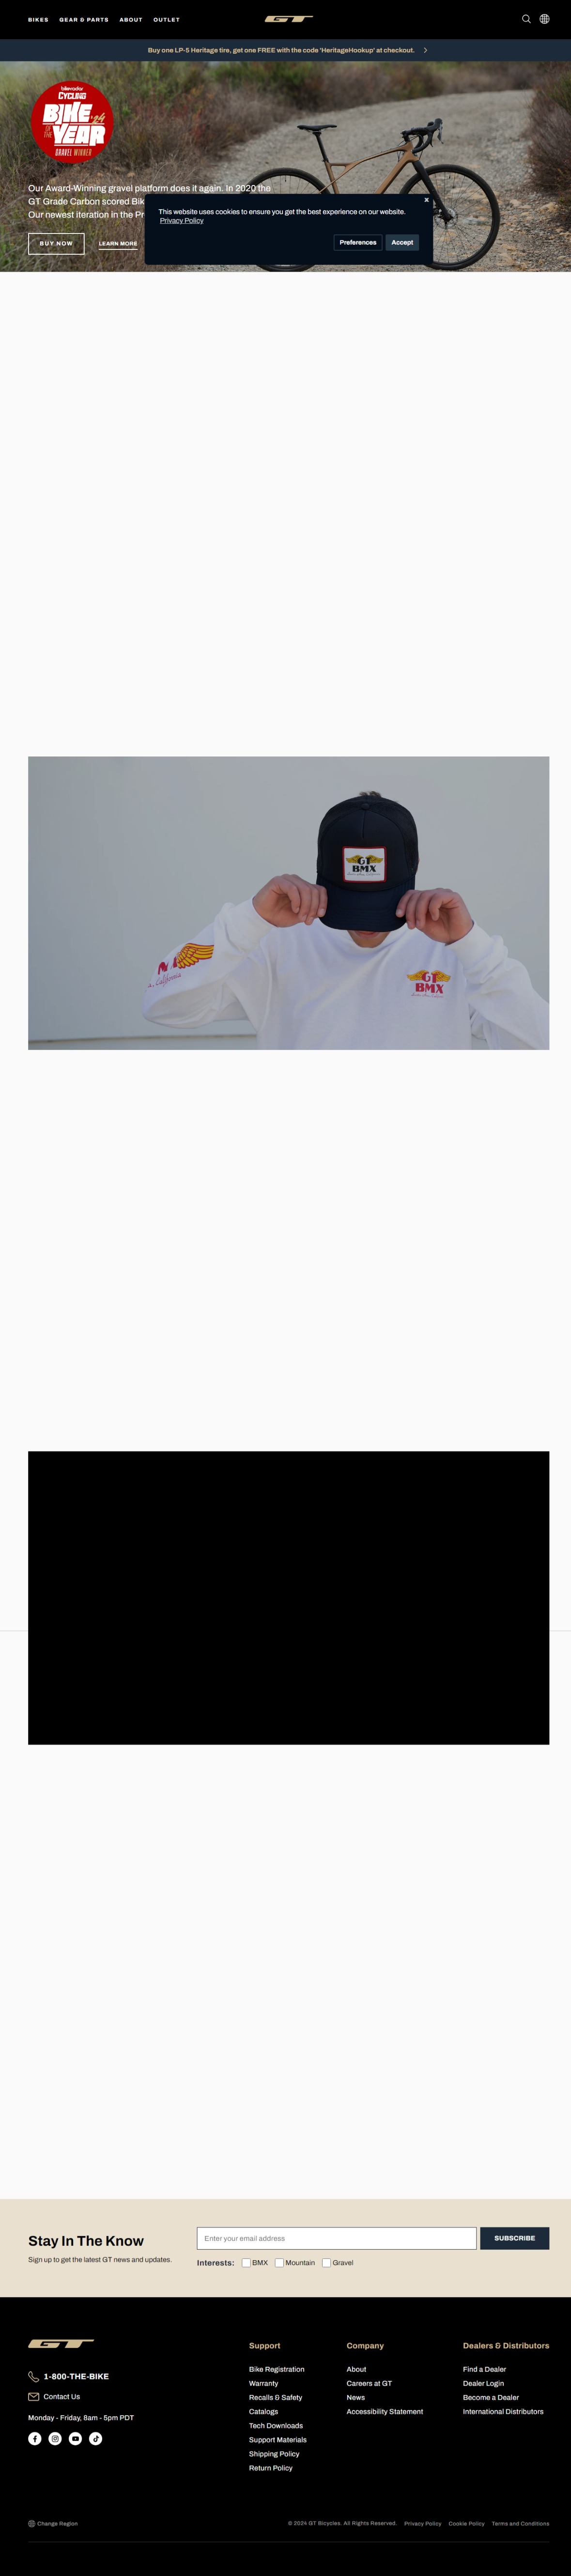 BIKES GEAR & PARTS ABOUT OUTLET
GT
Buy one LP-5 Heritage tire, get one FREE with the code 'HeritageHookup' at checkout.
bikeradar
CYCLING
BIKE
OF THE
YEAR
'24
GRAVEL WINNER
Our Award-Winning gravel platform does it again. In 2020 the
GT Grade Carbon scored Bik
Our newest iteration in the Pr
BUY NOW LEARN MORE
x
This website uses cookies to ensure you get the best experience on our website.
Privacy Policy
Preferences Accept
GT
BMX
California
GT
BMX
Stay In The Know
Sign up to get the latest GT news and updates.
Enter your email address
SUBSCRIBE
Interests: BMX Mountain Gravel
GT
1-800-THE-BIKE
Contact Us
Monday - Friday, 8am - 5pm PDT
Support
Bike Registration
Warranty
Recalls & Safety
Catalogs
Tech Downloads
Support Materials
Shipping Policy
Return Policy
Company
About
Careers at GT
News
Accessibility Statement
Dealers & Distributors
Find a Dealer
Dealer Login
Become a Dealer
International Distributors
Change Region
© 2024 GT Bicycles. All Rights Reserved. Privacy Policy Cookie Policy Terms and Conditions